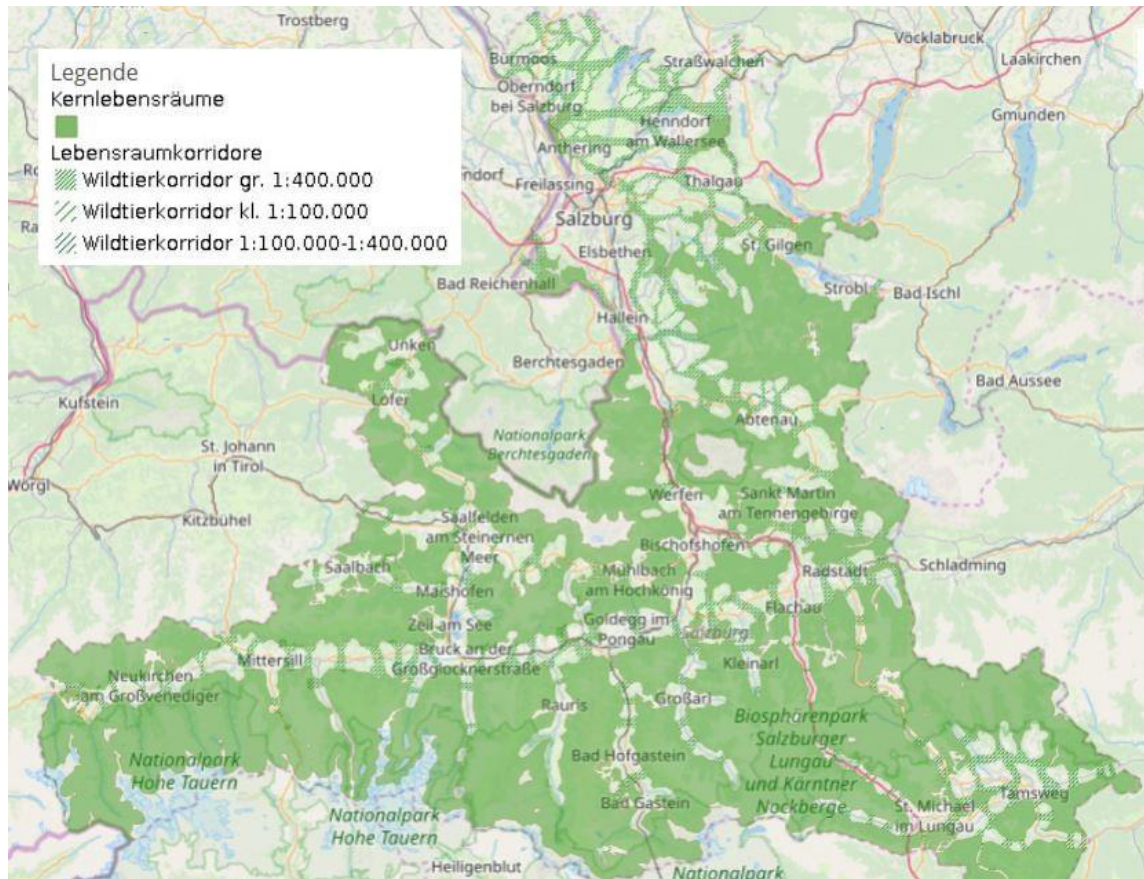 Trostberg
Vöcklabruck
Laakirchen
Legende
Kernlebensräume
Lebensraumkorridore
Wildtierkorridor gr. 1:400.000
Wildtierkorridor kl. 1:100.000
Wildtierkorridor 1:100.000-1:400.000
Bürmoos
Straßwalchen
Oberndorf
bei Salzburg
Gmunden
Henndorf
am Wallersee
Anthering
Freilassing
Thalgau
Salzburg
Elsbethen
St. Gilgen
Bad Reichenhall
Strobl
Bad Ischl
Hallein
Unken
Berchtesgaden
Bad Aussee
Kufstein
Lofer
Abtenau
St. Johann
in Tirol
Nationalpark
Berchtesgaden
Wörgl
Werfen
Sankt Martin
am Tennengebirge
Kitzbühel
Saalfelden
am Steinernen
Meer
Bischofshofen
Schladming
Saalbach
Mühlbach
am Hochkönig
Radstadt
Maishofen
Flachau
Zell am See
Goldegg im
Pongau
Salzburg
Mittersill
Bruck an der
Großglocknerstraße
Kleinarl
Neukirchen
am Großvenediger
Rauris
Großarl
Biosphärenpark
Salzburger
Lungau
und Kärntner
Nockberge
Nationalpark
Hohe Tauern
Bad Hofgastein
Tamsweg
Bad Gastein
St. Michael
im Lungau
Nationalpark
Hohe Tauern
Heiligenblut
Nationalpark